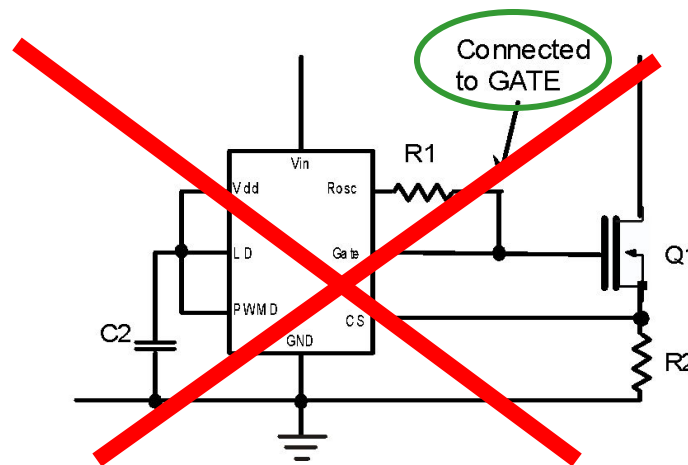 Connected
to GATE
R1
Vin
Vdd
Rosc
LD
Gate
Q1
PWMD
CS
C2
GND
R2